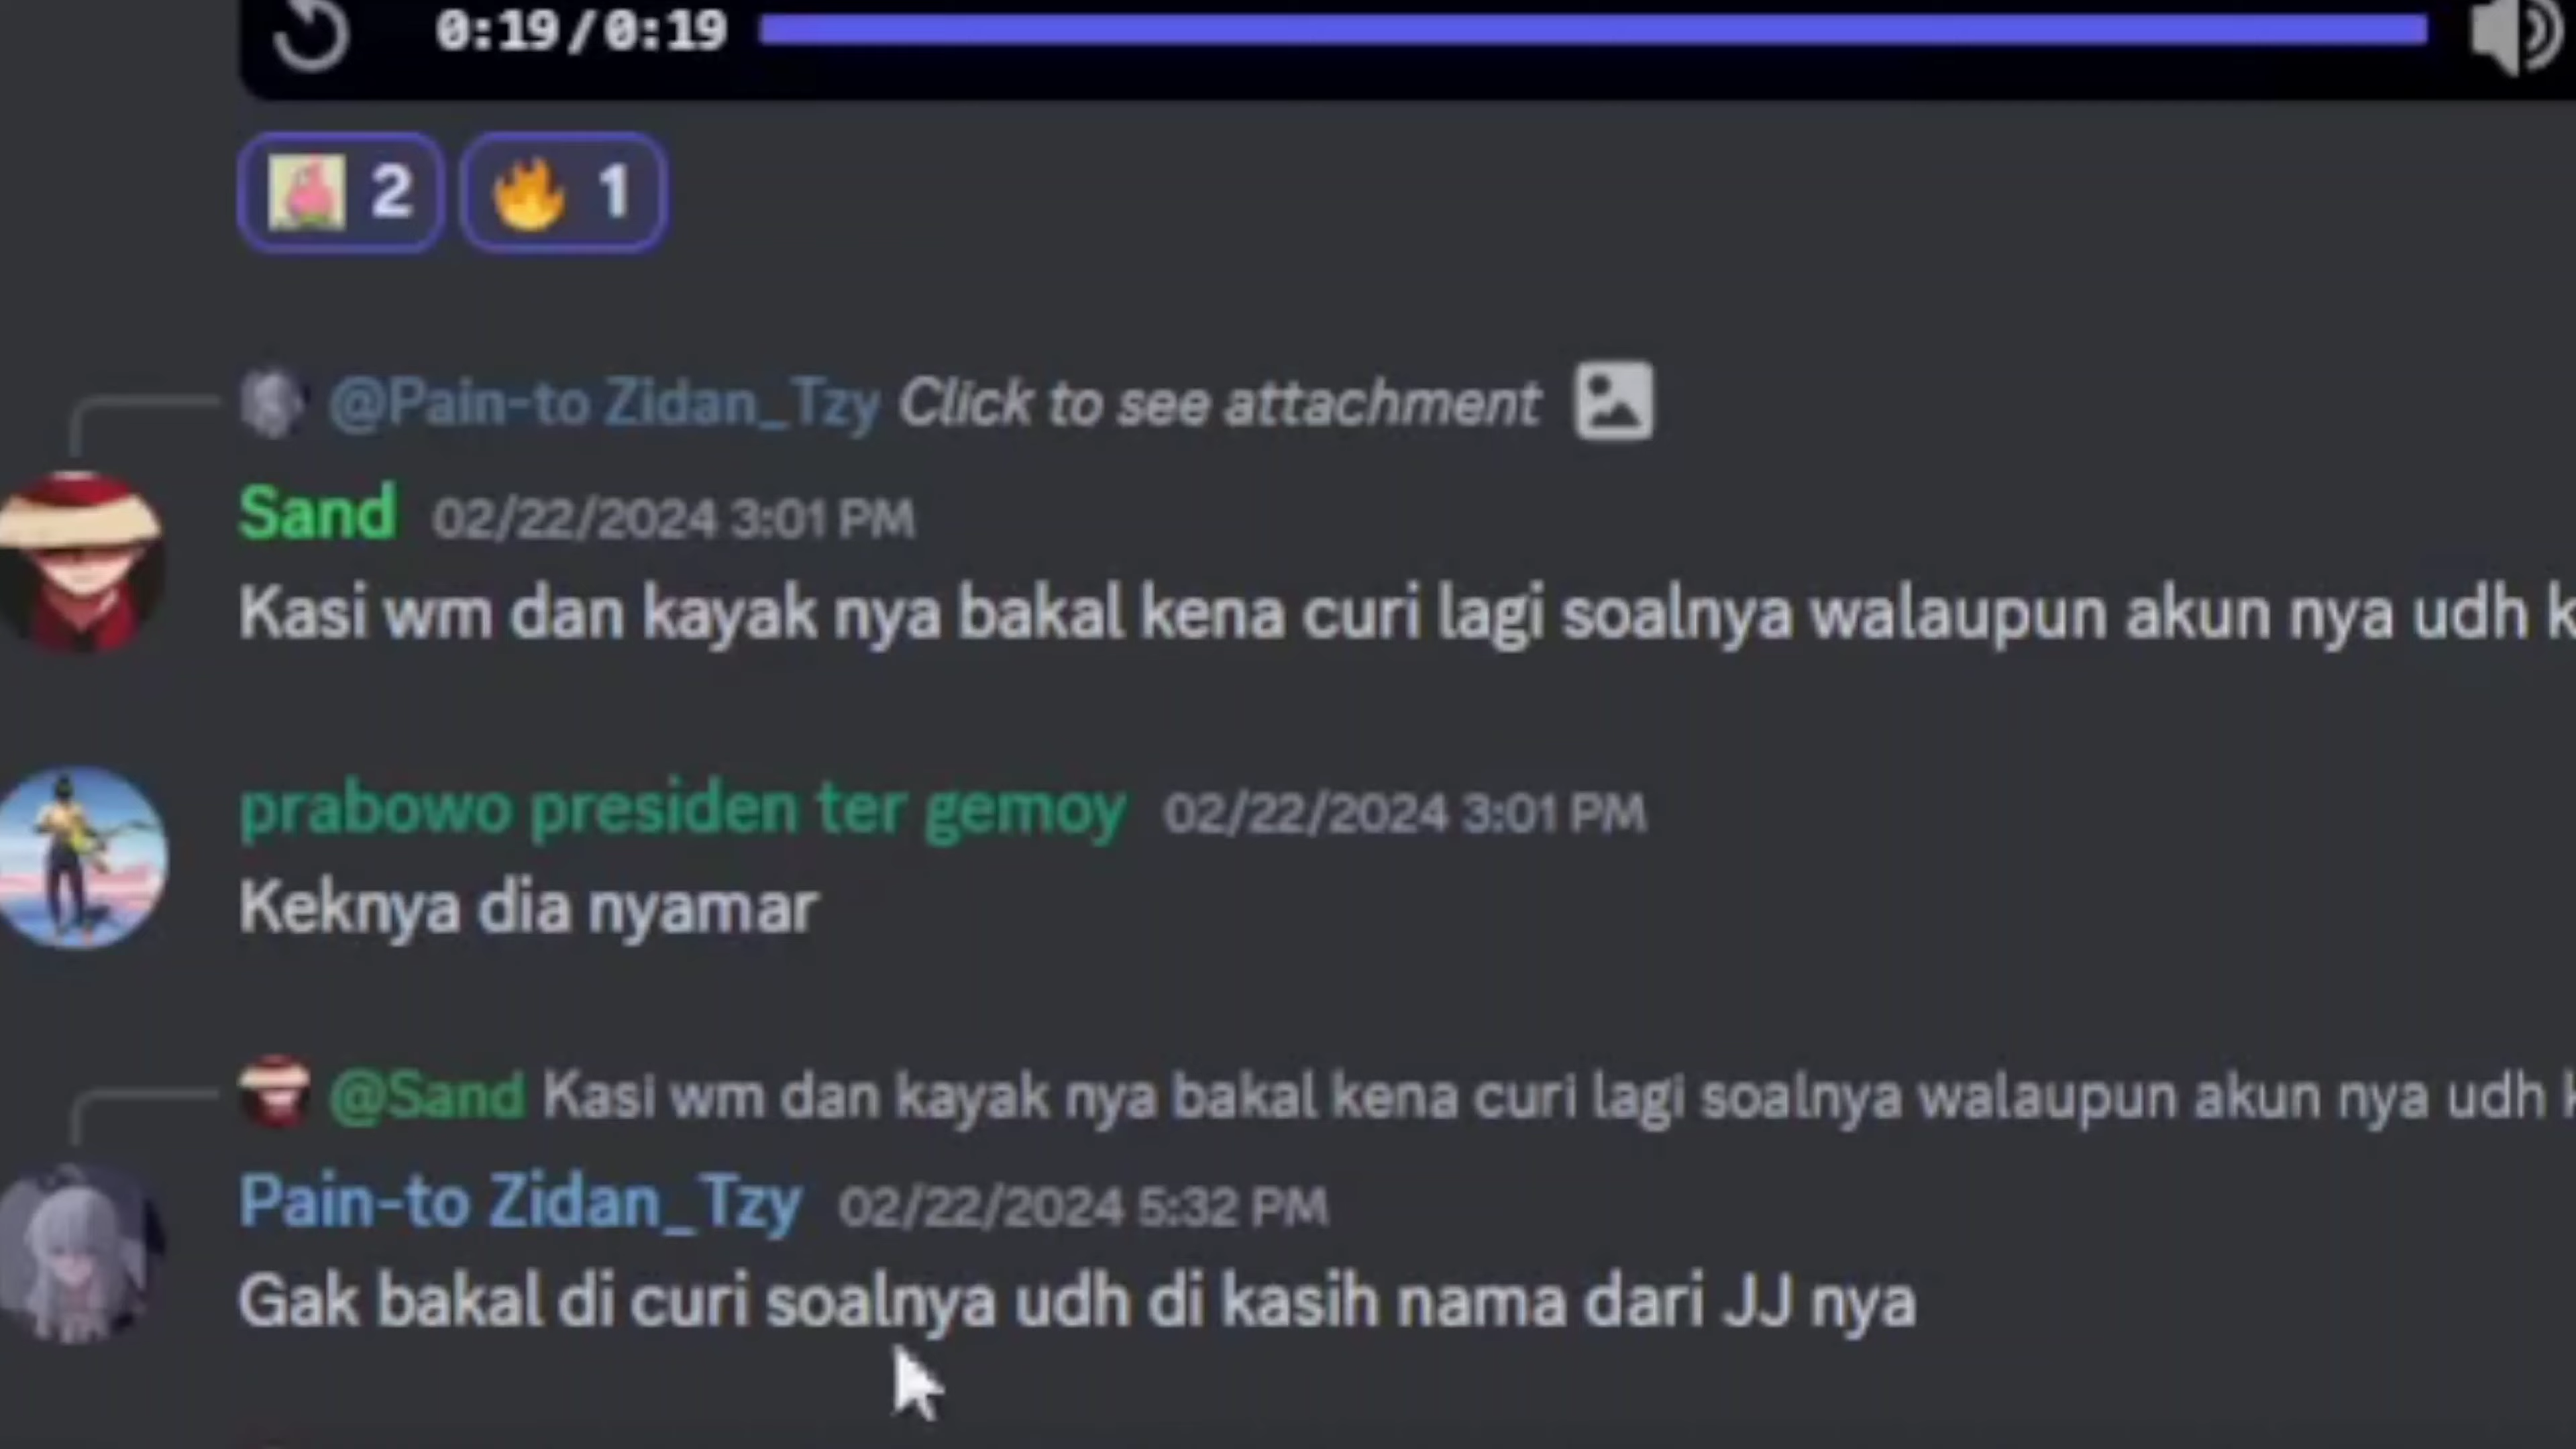 0:19/0:19
2 1
@Pain-to Zidan_Tzy Click to see attachment
Sand 02/22/2024 3:01 PM
Kasi wm dan kayak nya bakal kena curi lagi soalnya walaupun akun nya udh
prabowo presiden ter gemoy 02/22/2024 3:01 PM
Keknya dia nyamar
@Sand Kasi wm dan kayak nya bakal kena curi lagi soalnya walaupun akun nya udh
Pain-to Zidan_Tzy 02/22/2024 5:32 PM
Gak bakal di curi soalnya udh di kasih nama dari JJ nya